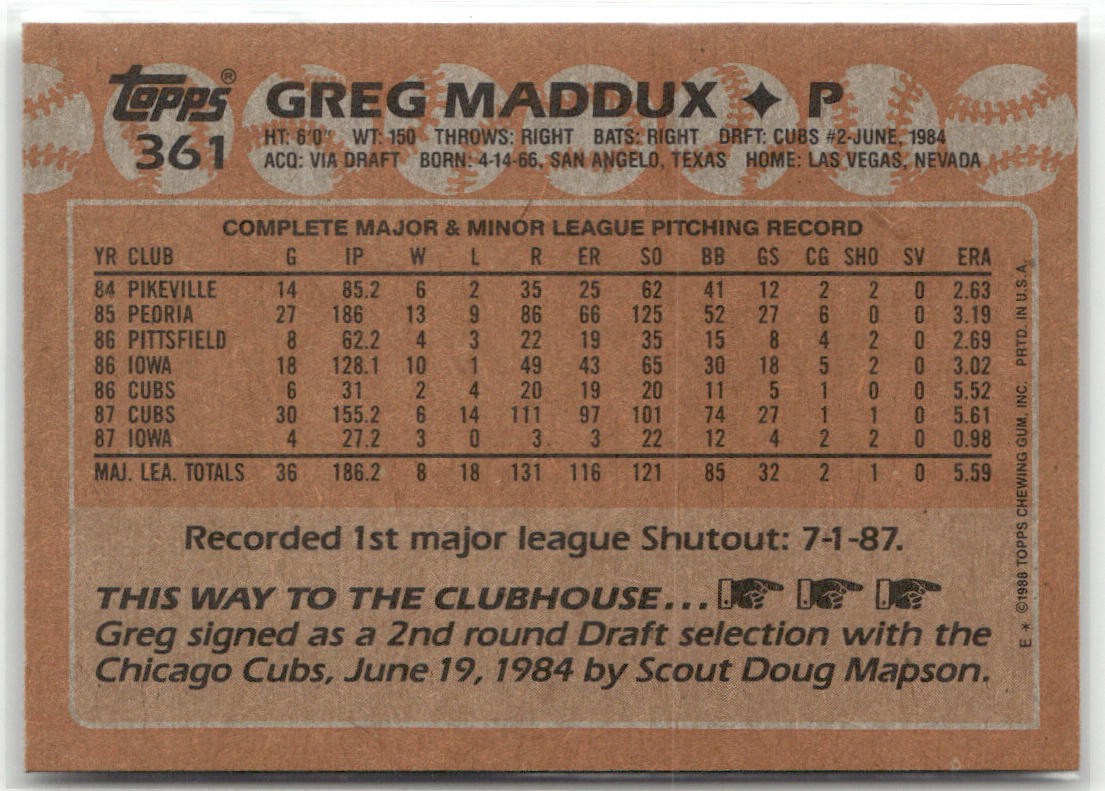 Topps® GREG MADDUX ✦ P
361 HT: 6'0" WT: 150 THROWS: RIGHT BATS: RIGHT DRFT: CUBS #2-JUNE, 1984
ACQ: VIA DRAFT BORN: 4-14-66, SAN ANGELO, TEXAS HOME: LAS VEGAS, NEVADA
COMPLETE MAJOR & MINOR LEAGUE PITCHING RECORD
YR CLUB G IP W L R ER SO BB GS CG SHO SV ERA
84 PIKEVILLE 14 85.2 6 2 35 25 62 41 12 2 2 0 2.63
85 PEORIA 27 186 13 9 86 66 125 52 27 6 0 0 3.19
86 PITTSFIELD 8 62.2 4 3 22 19 35 15 8 4 2 0 2.69
86 IOWA 18 128.1 10 1 49 43 65 30 18 5 2 0 3.02
86 CUBS 6 31 2 4 20 19 20 11 5 1 0 0 5.52
87 CUBS 30 155.2 6 14 111 97 101 74 27 1 1 0 5.61
87 IOWA 4 27.2 3 0 3 3 22 12 4 2 2 0 0.98
MAJ. LEA. TOTALS 36 186.2 8 18 131 116 121 85 32 2 1 0 5.59
Recorded 1st major league Shutout: 7-1-87.
THIS WAY TO THE CLUBHOUSE...
Greg signed as a 2nd round Draft selection with the
Chicago Cubs, June 19, 1984 by Scout Doug Mapson.
E * ©1988 TOPPS CHEWING GUM, INC. PRTD. IN U.S.A.